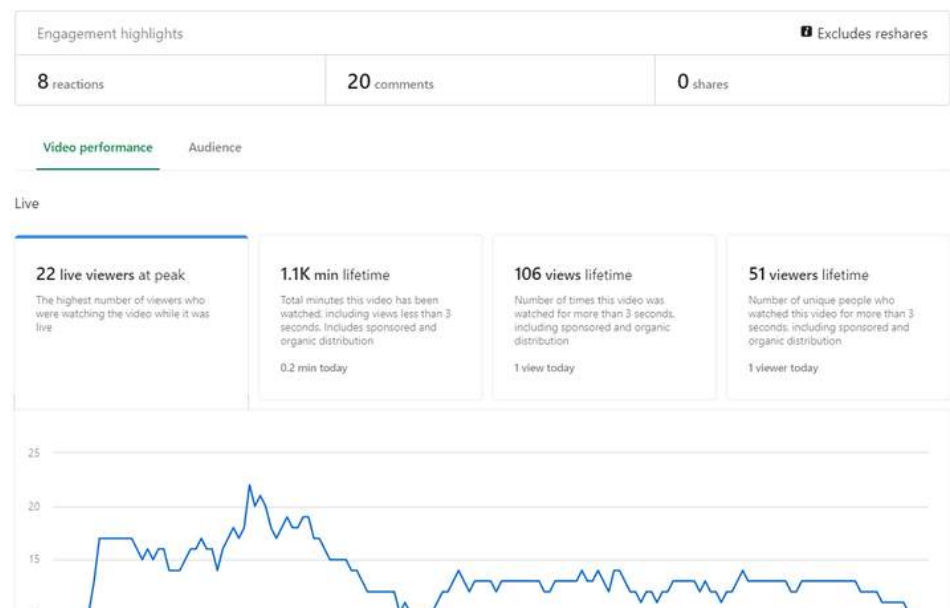 Engagement highlights
Excludes reshares
8 reactions
20 comments
0 shares
Video performance
Audience
Live
22 live viewers at peak
The highest number of viewers who
were watching the video while it was
live
1.1K min lifetime
Total minutes this video has been
watched, including views less than 3
seconds. Includes sponsored and
organic distribution
0.2 min today
106 views lifetime
Number of times this video was
watched for more than 3 seconds,
including sponsored and organic
distribution
1 view today
51 viewers lifetime
Number of unique people who
watched this video for more than 3
seconds, including sponsored and
organic distribution
1 viewer today
25
20
15